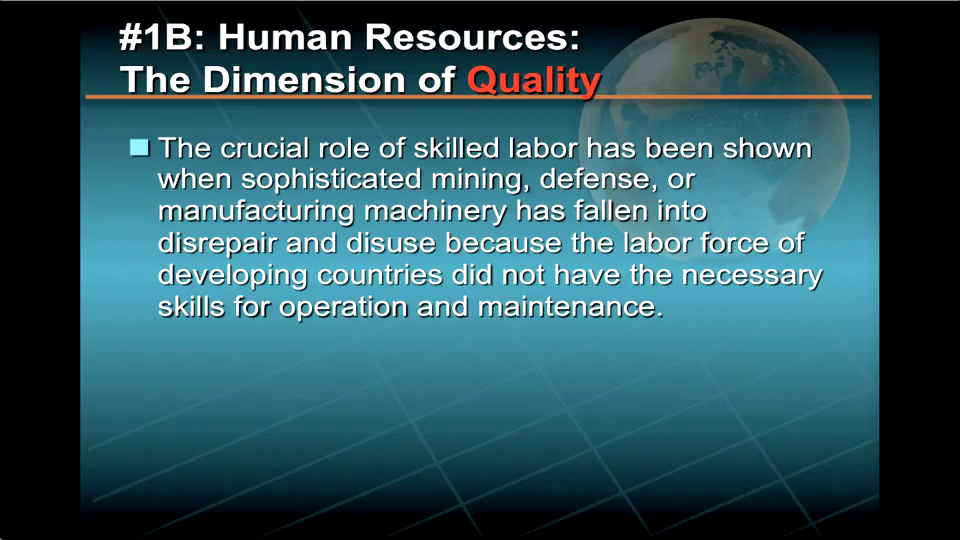 #1B: Human Resources:
The Dimension of Quality
The crucial role of skilled labor has been shown
when sophisticated mining, defense, or
manufacturing machinery has fallen into
disrepair and disuse because the labor force of
developing countries did not have the necessary
skills for operation and maintenance.